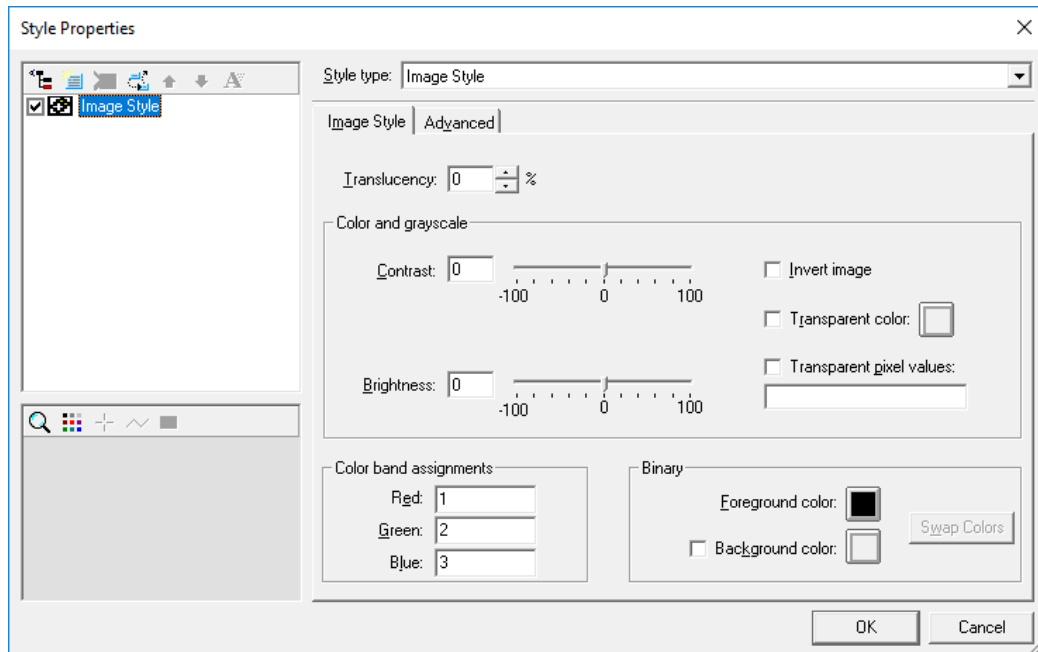 Style Properties
Style type: Image Style
Image Style
Image Style Advanced
Translucency: 0 %
Color and grayscale
Contrast: 0
-100 0 100
Invert image
Transparent color:
Transparent pixel values:
Brightness: 0
-100 0 100
Color band assignments
Red: 1
Green: 2
Blue: 3
Binary
Foreground color:
Background color:
Swap Colors
OK Cancel